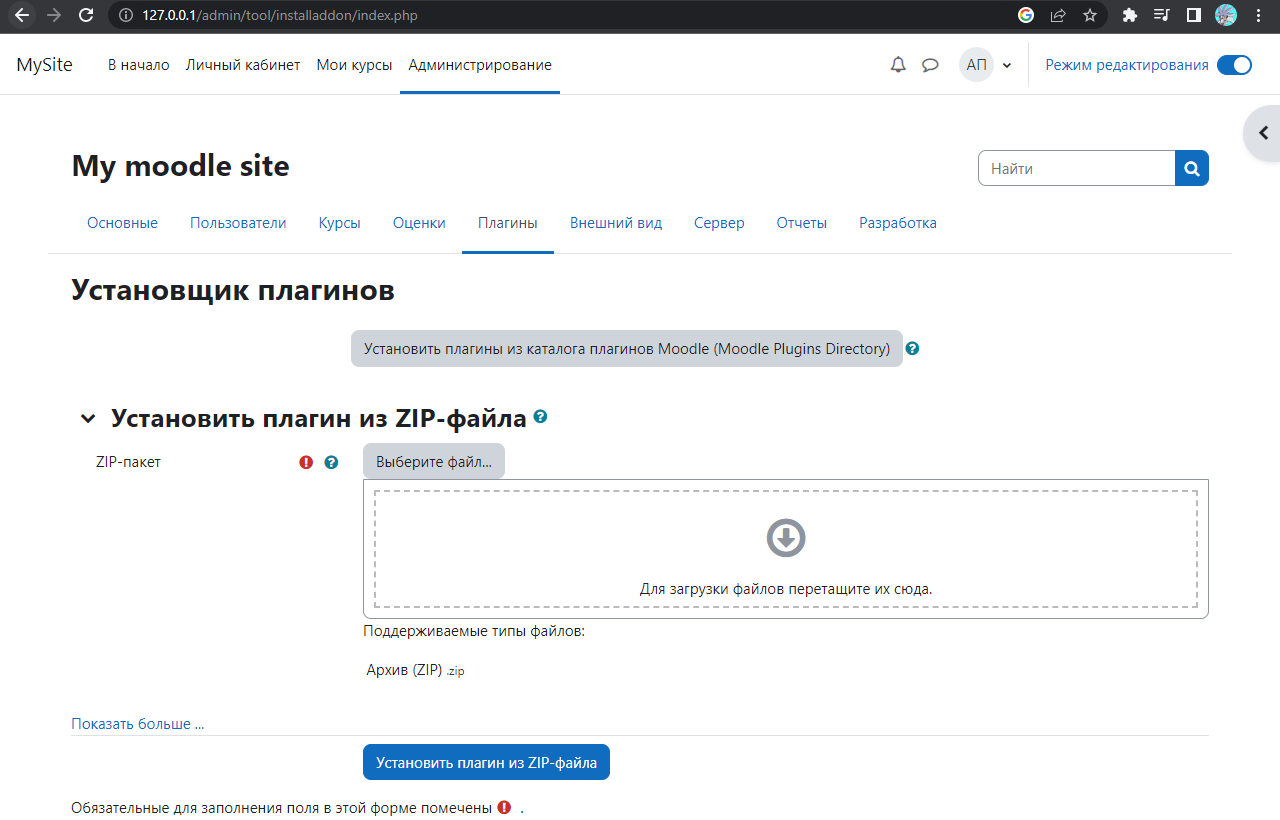 127.0.0.1/admin/tool/installaddon/index.php
MySite В начало Личный кабинет Мои курсы Администрирование АП Режим редактирования
My moodle site
Найти
Основные Пользователи Курсы Оценки Плагины Внешний вид Сервер Отчеты Разработка
Установщик плагинов
Установить плагины из каталога плагинов Moodle (Moodle Plugins Directory)
Установить плагин из ZIP-файла
ZIP-пакет
Выберите файл...
Для загрузки файлов перетащите их сюда.
Поддерживаемые типы файлов:
Архив (ZIP) .zip
Показать больше ...
Установить плагин из ZIP-файла
Обязательные для заполнения поля в этой форме помечены .